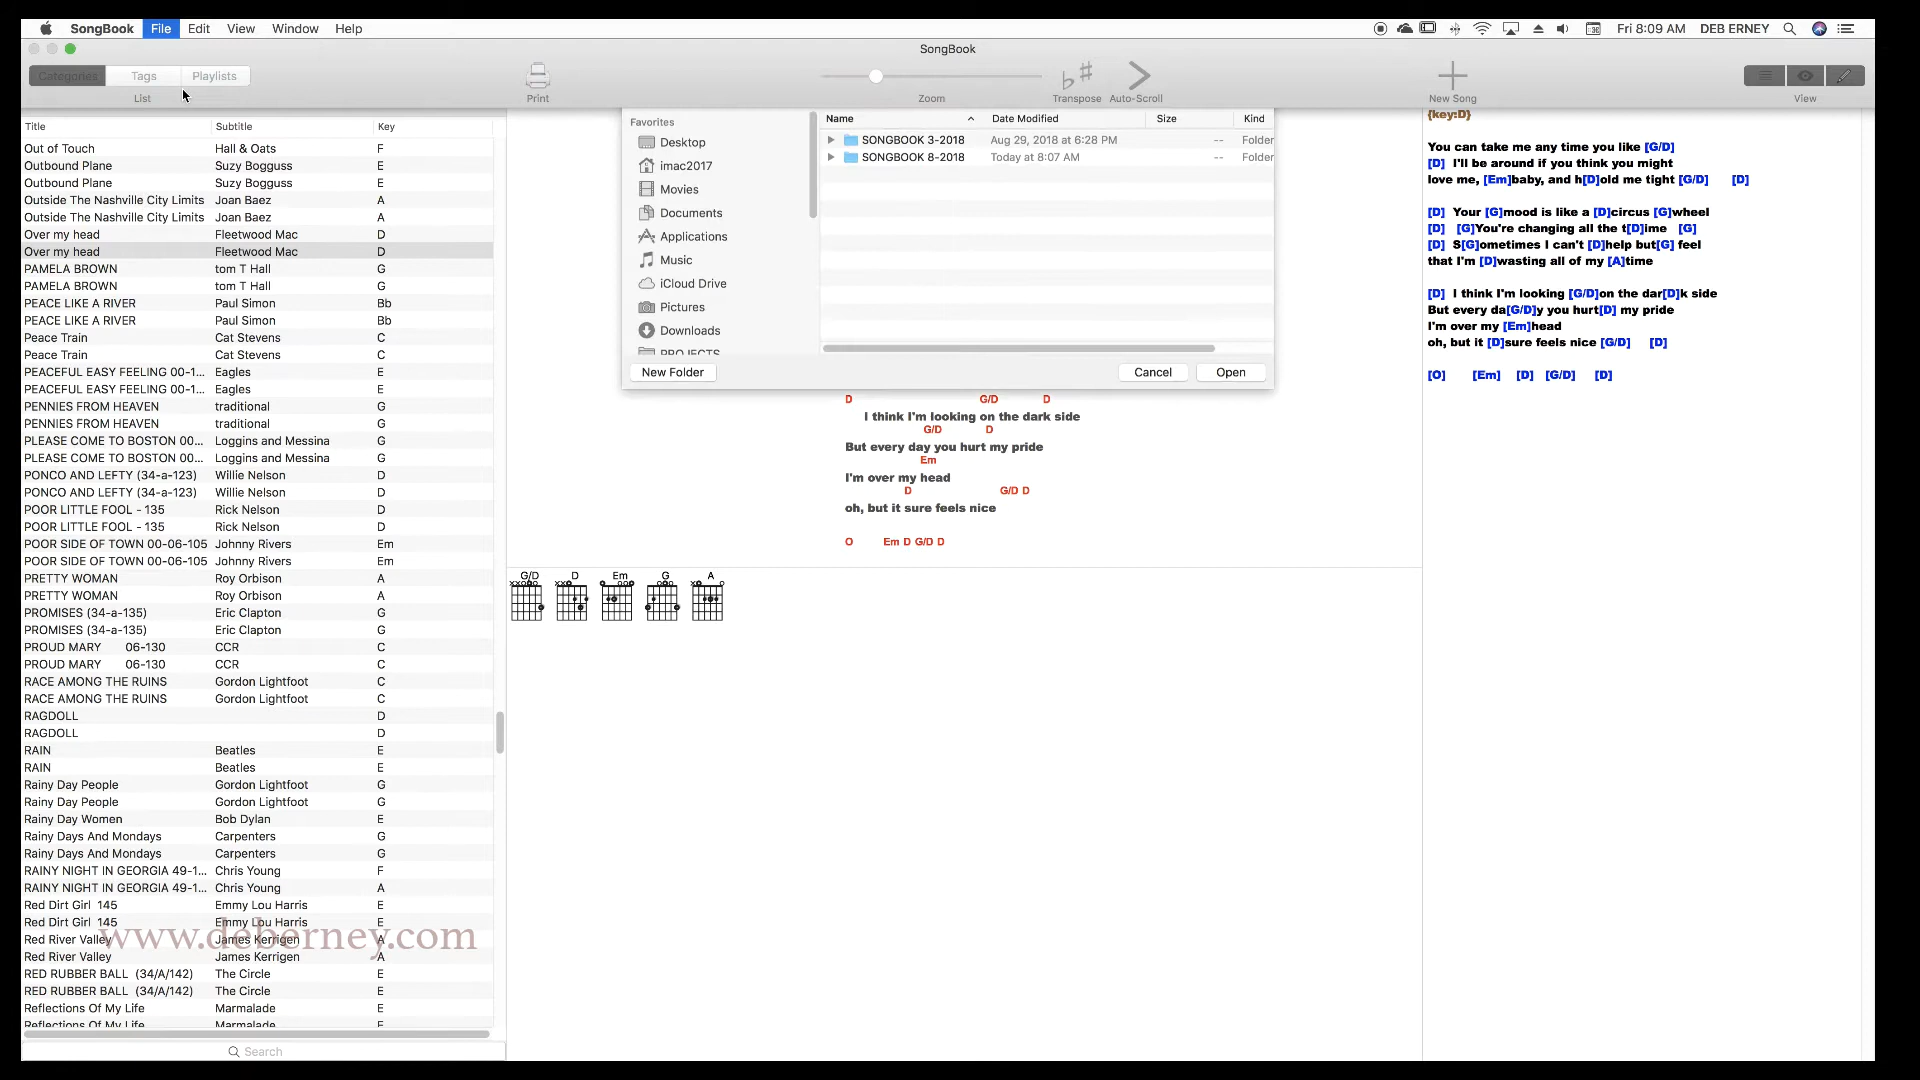 SongBook File Edit View Window Help
Fri 8:09 AM DEB ERNEY
SongBook
Categories Tags Playlists
List
Print
Zoom
Transpose Auto-Scroll
New Song
View
Title Subtitle Key
Out of Touch Hall & Oats F
Outbound Plane Suzy Bogguss E
Outbound Plane Suzy Bogguss E
Outside The Nashville City Limits Joan Baez A
Outside The Nashville City Limits Joan Baez A
Over my head Fleetwood Mac D
Over my head Fleetwood Mac D
PAMELA BROWN tom T Hall G
PAMELA BROWN tom T Hall G
PEACE LIKE A RIVER Paul Simon Bb
PEACE LIKE A RIVER Paul Simon Bb
Peace Train Cat Stevens C
Peace Train Cat Stevens C
PEACEFUL EASY FEELING 00-1... Eagles E
PEACEFUL EASY FEELING 00-1... Eagles E
PENNIES FROM HEAVEN traditional G
PENNIES FROM HEAVEN traditional G
PLEASE COME TO BOSTON 00... Loggins and Messina G
PLEASE COME TO BOSTON 00... Loggins and Messina G
PONCO AND LEFTY (34-a-123) Willie Nelson D
PONCO AND LEFTY (34-a-123) Willie Nelson D
POOR LITTLE FOOL - 135 Rick Nelson D
POOR LITTLE FOOL - 135 Rick Nelson D
POOR SIDE OF TOWN 00-06-105 Johnny Rivers Em
POOR SIDE OF TOWN 00-06-105 Johnny Rivers Em
PRETTY WOMAN Roy Orbison A
PRETTY WOMAN Roy Orbison A
PROMISES (34-a-135) Eric Clapton G
PROMISES (34-a-135) Eric Clapton G
PROUD MARY 06-130 CCR C
PROUD MARY 06-130 CCR C
RACE AMONG THE RUINS Gordon Lightfoot C
RACE AMONG THE RUINS Gordon Lightfoot C
RAGDOLL D
RAGDOLL D
RAIN Beatles E
RAIN Beatles E
Rainy Day People Gordon Lightfoot G
Rainy Day People Gordon Lightfoot G
Rainy Day Women Bob Dylan E
Rainy Days And Mondays Carpenters G
Rainy Days And Mondays Carpenters G
RAINY NIGHT IN GEORGIA 49-1... Chris Young F
RAINY NIGHT IN GEORGIA 49-1... Chris Young A
Red Dirt Girl 145 Emmy Lou Harris E
Red Dirt Girl 145 Emmy Lou Harris E
Red River Valley James Kerrigen A
Red River Valley James Kerrigen A
RED RUBBER BALL (34/A/142) The Circle E
RED RUBBER BALL (34/A/142) The Circle E
Reflections Of My Life Marmalade E
Reflections Of My Life Marmalade E
www.deberney.com
Search
Favorites
Desktop
imac2017
Movies
Documents
Applications
Music
iCloud Drive
Pictures
Downloads
PROJECTS
Name Date Modified Size Kind
SONGBOOK 3-2018 Aug 29, 2018 at 6:28 PM -- Folder
SONGBOOK 8-2018 Today at 8:07 AM -- Folder
New Folder Cancel Open
D G/D D
I think I'm looking on the dark side
G/D D
But every day you hurt my pride
Em
I'm over my head
D G/D D
oh, but it sure feels nice
O Em D G/D D
G/D D Em G A
{key:D}
You can take me any time you like [G/D]
[D] I'll be around if you think you might
love me, [Em]baby, and h[D]old me tight [G/D] [D]
[D] Your [G]mood is like a [D]circus [G]wheel
[D] [G]You're changing all the t[D]ime [G]
[D] S[G]ometimes I can't [D]help but[G] feel
that I'm [D]wasting all of my [A]time
[D] I think I'm looking [G/D]on the dar[D]k side
But every da[G/D]y you hurt[D] my pride
I'm over my [Em]head
oh, but it [D]sure feels nice [G/D] [D]
[O] [Em] [D] [G/D] [D]